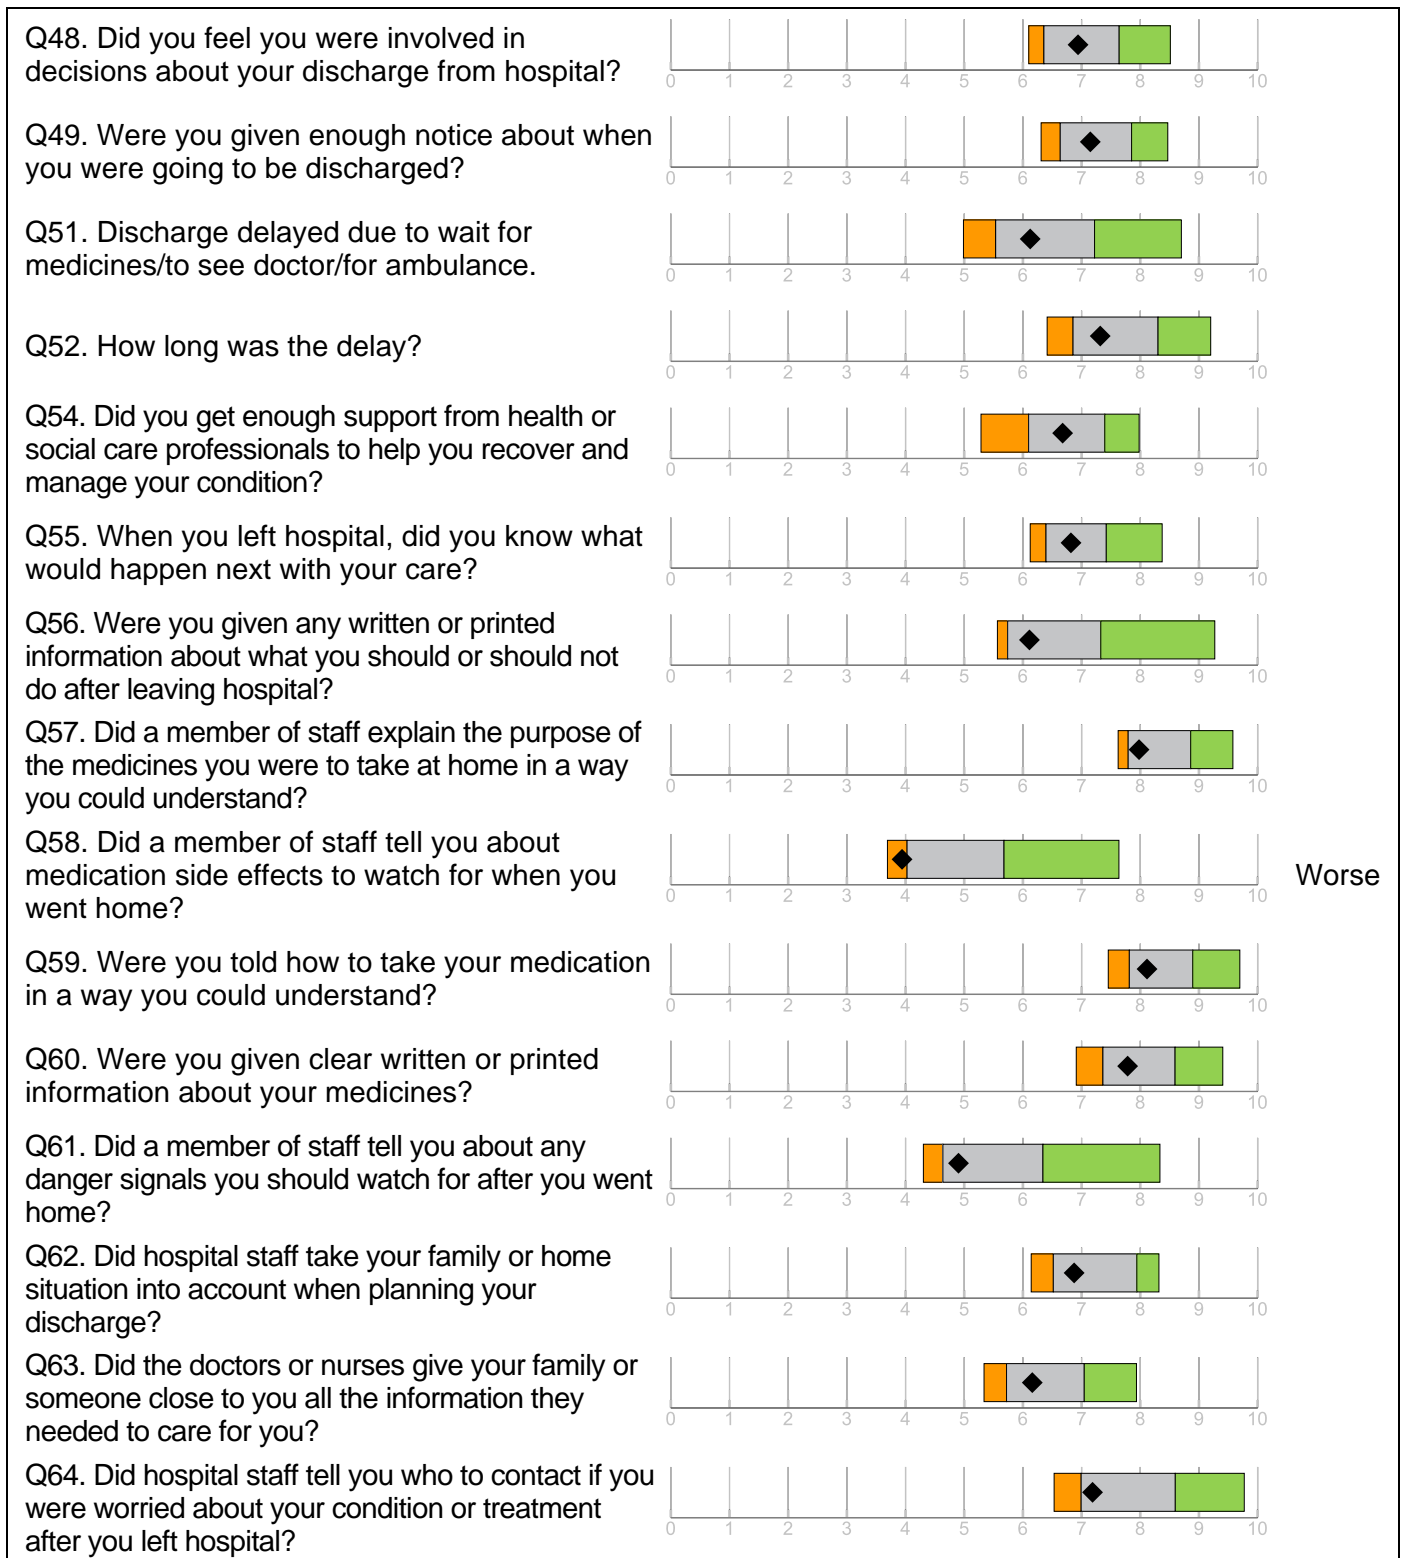 Q48. Did you feel you were involved in
decisions about your discharge from hospital?
0 1 2 3 4 5 6 7 8 9 10
Q49. Were you given enough notice about when
you were going to be discharged?
0 1 2 3 4 5 6 7 8 9 10
Q51. Discharge delayed due to wait for
medicines/to see doctor/for ambulance.
0 1 2 3 4 5 6 7 8 9 10
Q52. How long was the delay?
0 1 2 3 4 5 6 7 8 9 10
Q54. Did you get enough support from health or
social care professionals to help you recover and
manage your condition?
0 1 2 3 4 5 6 7 8 9 10
Q55. When you left hospital, did you know what
would happen next with your care?
0 1 2 3 4 5 6 7 8 9 10
Q56. Were you given any written or printed
information about what you should or should not
do after leaving hospital?
0 1 2 3 4 5 6 7 8 9 10
Q57. Did a member of staff explain the purpose of
the medicines you were to take at home in a way
you could understand?
0 1 2 3 4 5 6 7 8 9 10
Q58. Did a member of staff tell you about
medication side effects to watch for when you
went home?
0 1 2 3 4 5 6 7 8 9 10
Worse
Q59. Were you told how to take your medication
in a way you could understand?
0 1 2 3 4 5 6 7 8 9 10
Q60. Were you given clear written or printed
information about your medicines?
0 1 2 3 4 5 6 7 8 9 10
Q61. Did a member of staff tell you about any
danger signals you should watch for after you went
home?
0 1 2 3 4 5 6 7 8 9 10
Q62. Did hospital staff take your family or home
situation into account when planning your
discharge?
0 1 2 3 4 5 6 7 8 9 10
Q63. Did the doctors or nurses give your family or
someone close to you all the information they
needed to care for you?
0 1 2 3 4 5 6 7 8 9 10
Q64. Did hospital staff tell you who to contact if you
were worried about your condition or treatment
after you left hospital?
0 1 2 3 4 5 6 7 8 9 10